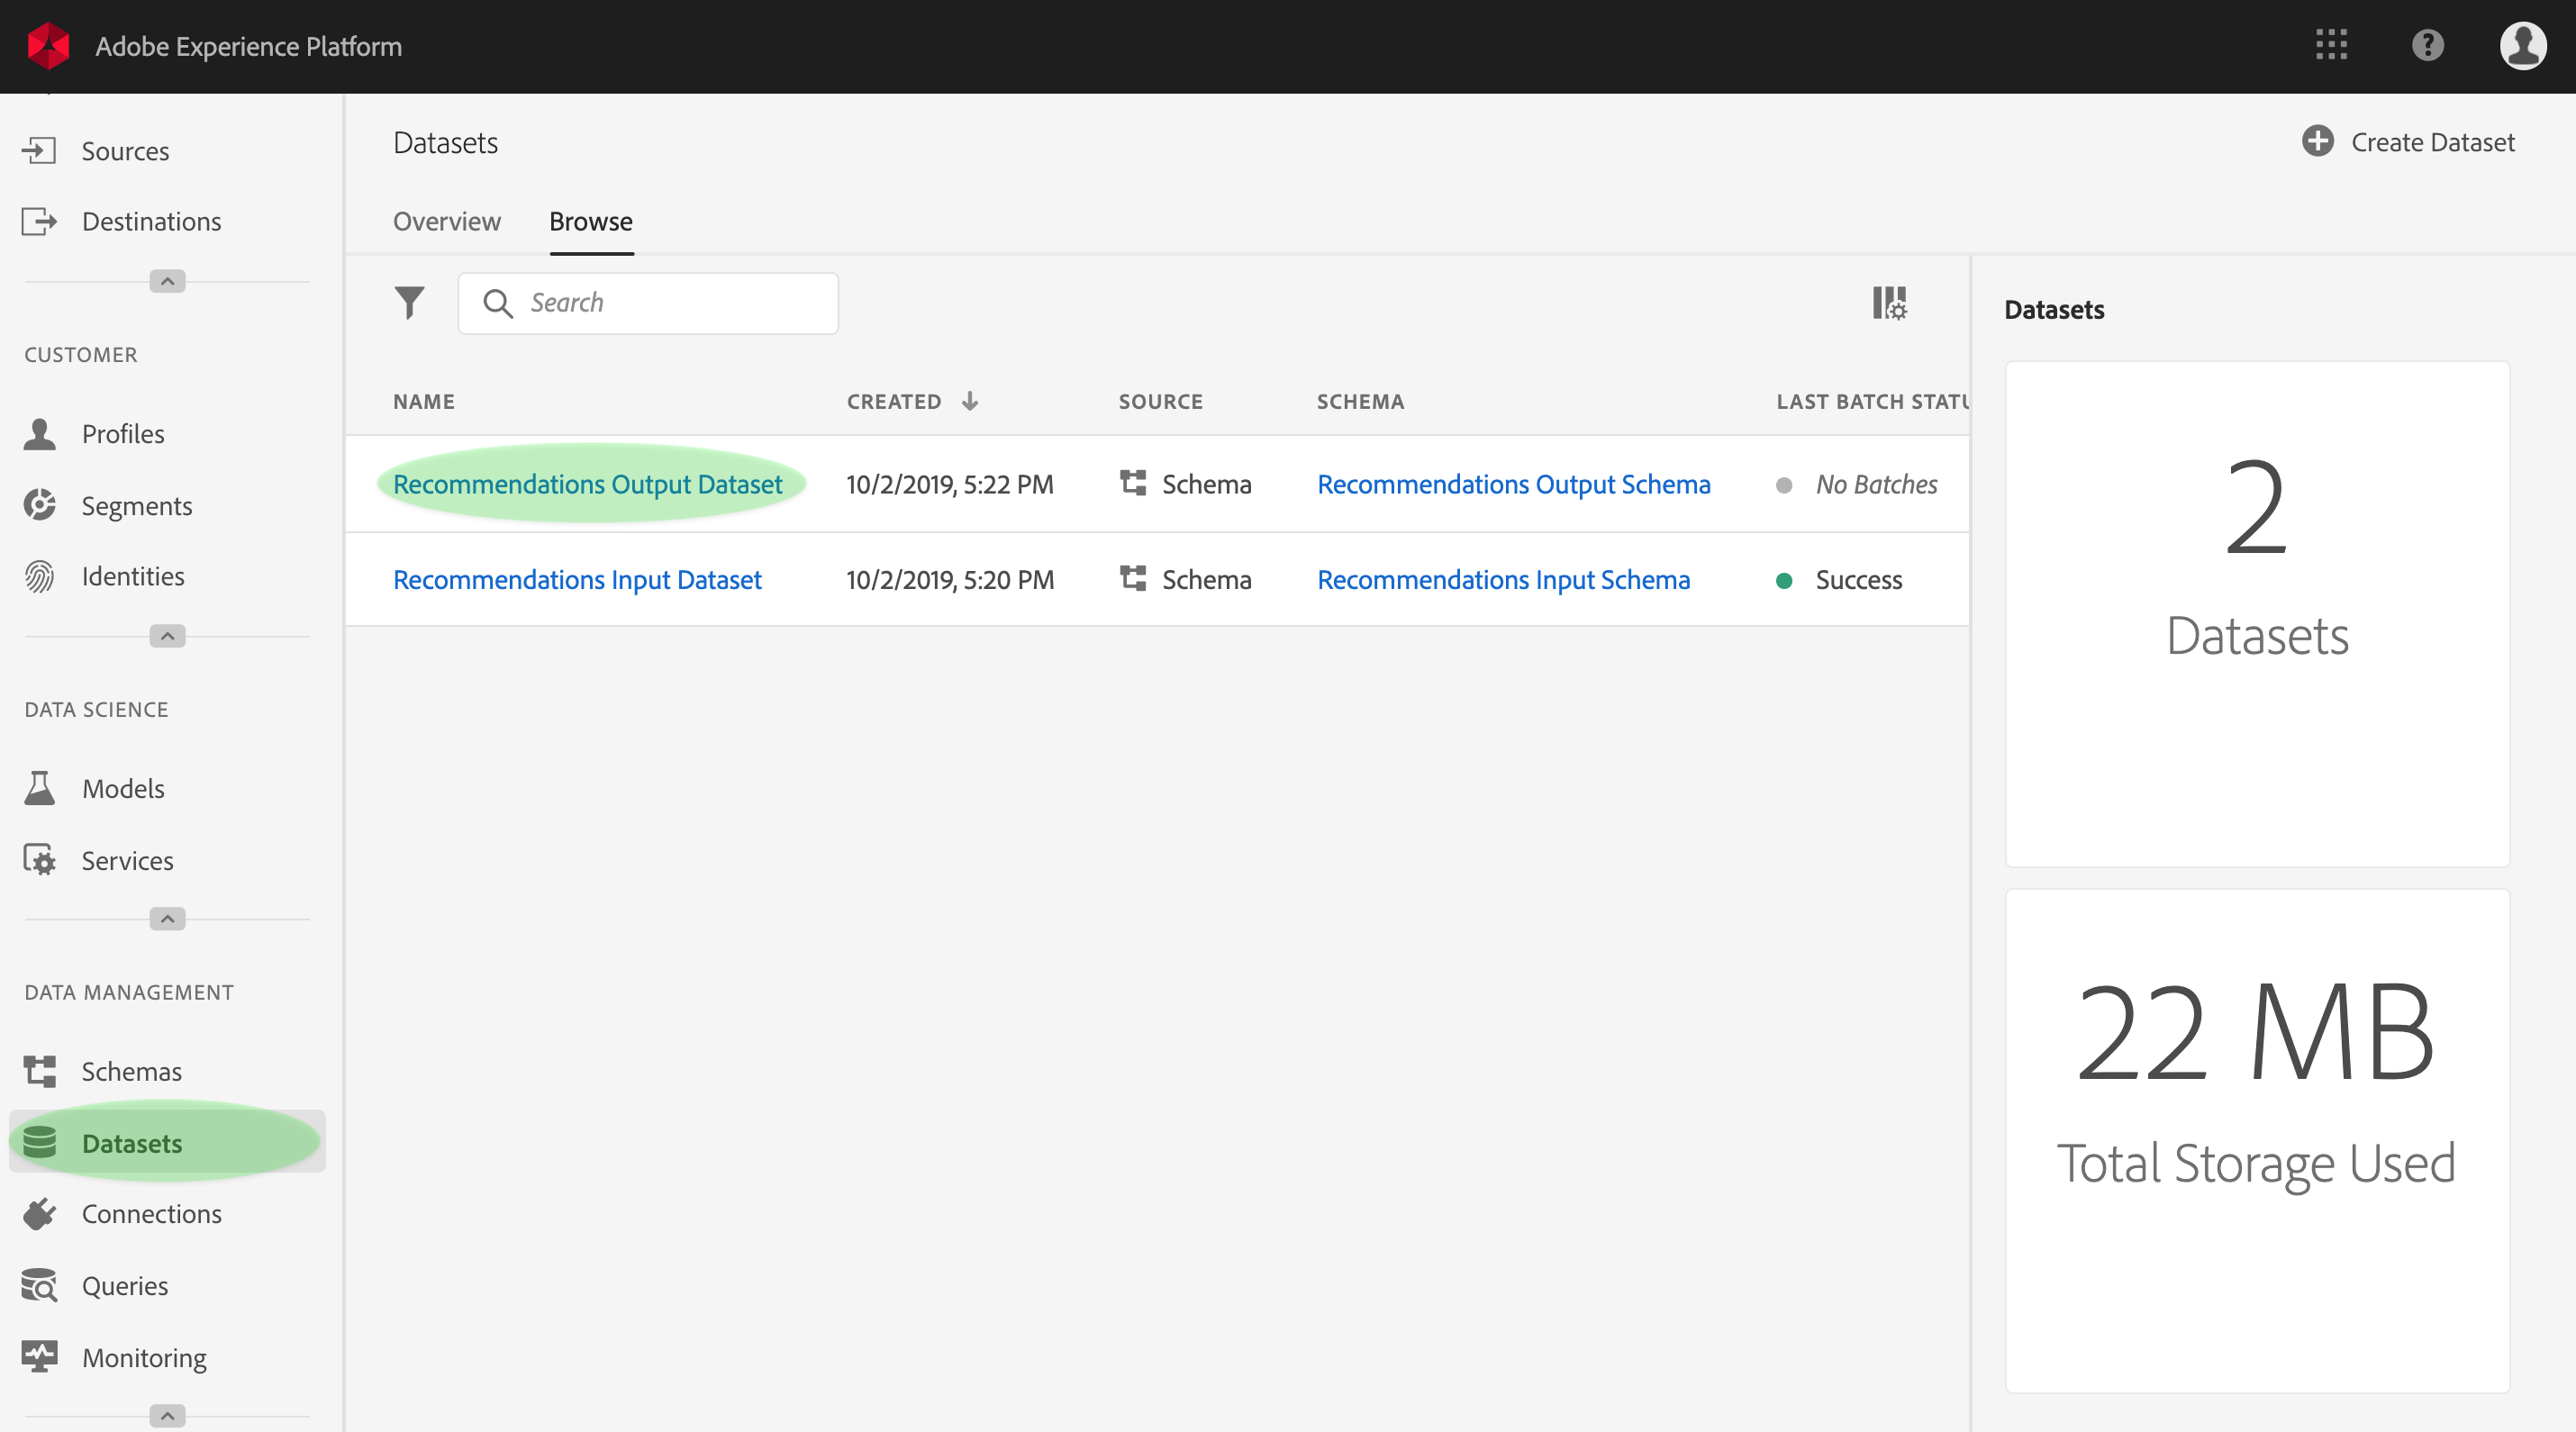 Adobe Experience Platform
Sources
Destinations
CUSTOMER
Profiles
Segments
Identities
DATA SCIENCE
Models
Services
DATA MANAGEMENT
Schemas
Datasets
Connections
Queries
Monitoring
Datasets
Create Dataset
Overview Browse
Search
NAME CREATED SOURCE SCHEMA LAST BATCH STATU
Recommendations Output Dataset 10/2/2019, 5:22 PM Schema Recommendations Output Schema No Batches
Recommendations Input Dataset 10/2/2019, 5:20 PM Schema Recommendations Input Schema Success
Datasets
2
Datasets
22 MB
Total Storage Used